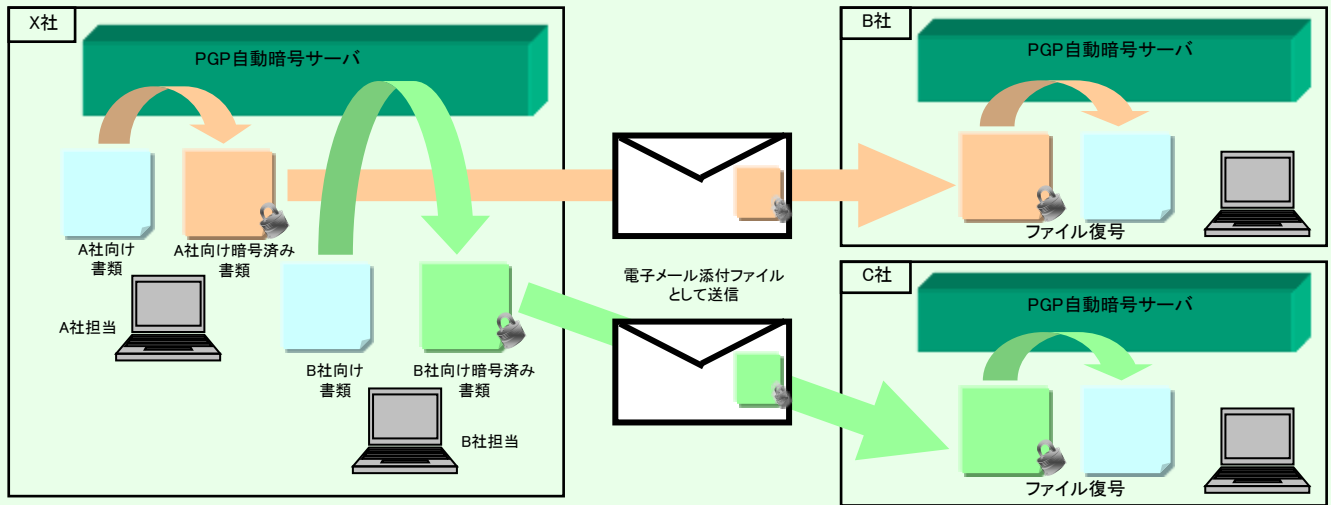 X社
PGP自動暗号サーバ
A社向け
書類
A社向け暗号済み
書類
A社担当
B社向け
書類
B社向け暗号済み
書類
B社担当
電子メール添付ファイル
として送信
B社
PGP自動暗号サーバ
ファイル復号
C社
PGP自動暗号サーバ
ファイル復号